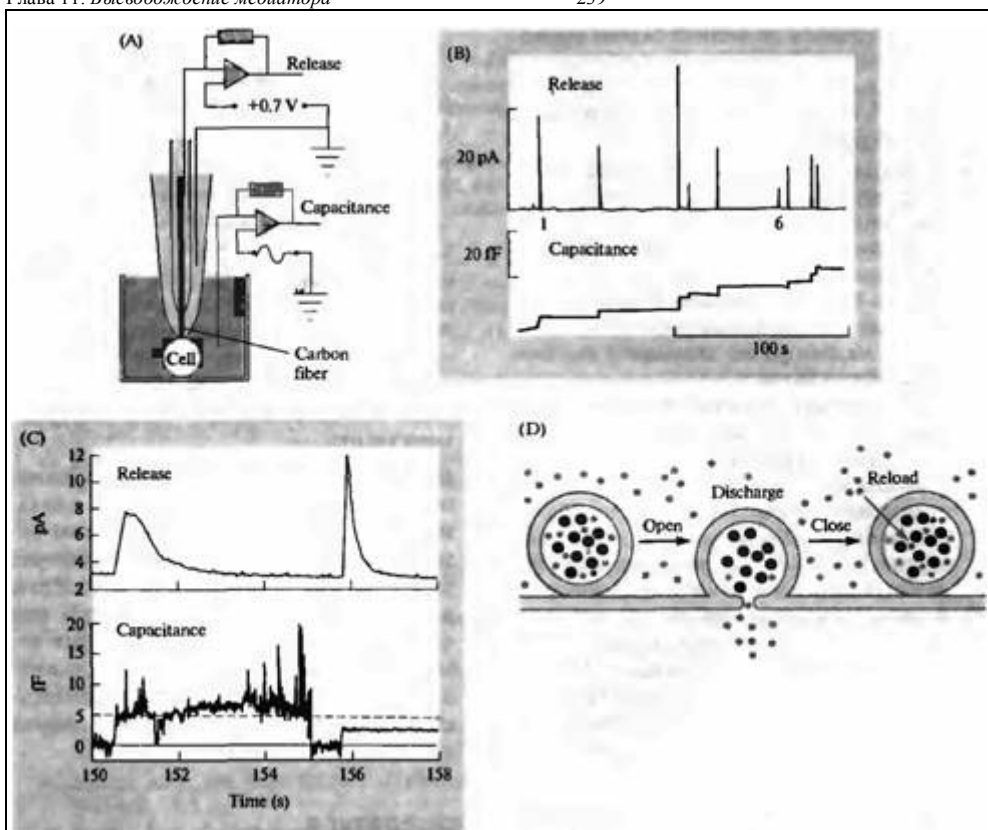 Глава 11. Высвобождение медиатора 239
(A)
Release
+0.7 V
Capacitance
Cell
Carbon
fiber
(B)
Release
20 pA
1
6
20 fF
Capacitance
100 s
(C)
12
10
8
6
4
2
pA
Release
20
15
10
5
0
fF
Capacitance
150 152 154 156 158
Time (s)
(D)
Discharge
Reload
Open
Close